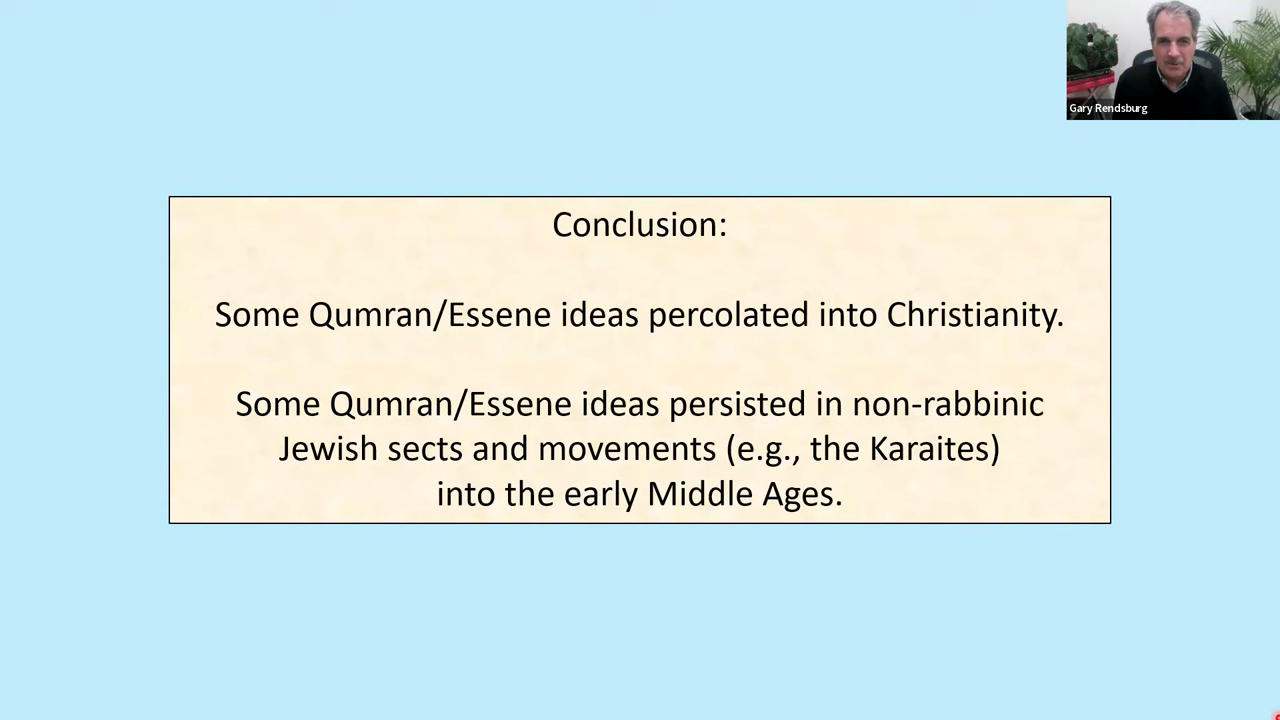 Gary Rendsburg
Conclusion:
Some Qumran/Essene ideas percolated into Christianity.
Some Qumran/Essene ideas persisted in non-rabbinic
Jewish sects and movements (e.g., the Karaites)
into the early Middle Ages.